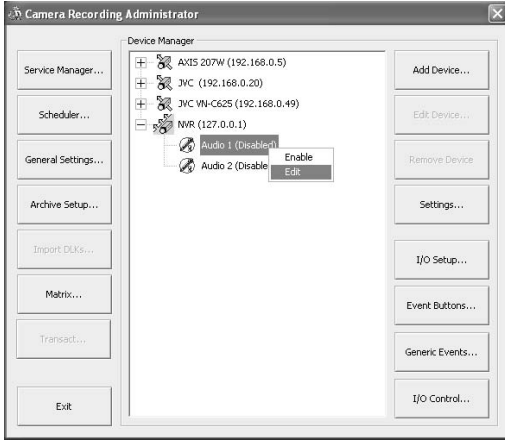 Camera Recording Administrator
Device Manager
Service Manager...
Scheduler...
General Settings...
Archive Setup...
Import DLKs...
Matrix...
Transact...
Exit
AXIS 207W (192.168.0.5)
JVC (192.168.0.20)
JVC VN-C625 (192.168.0.49)
NVR (127.0.0.1)
Audio 1 (Disabled)
Audio 2 (Disable
Enable
Edit
Add Device...
Edit Device...
Remove Device
Settings...
I/O Setup...
Event Buttons...
Generic Events...
I/O Control...